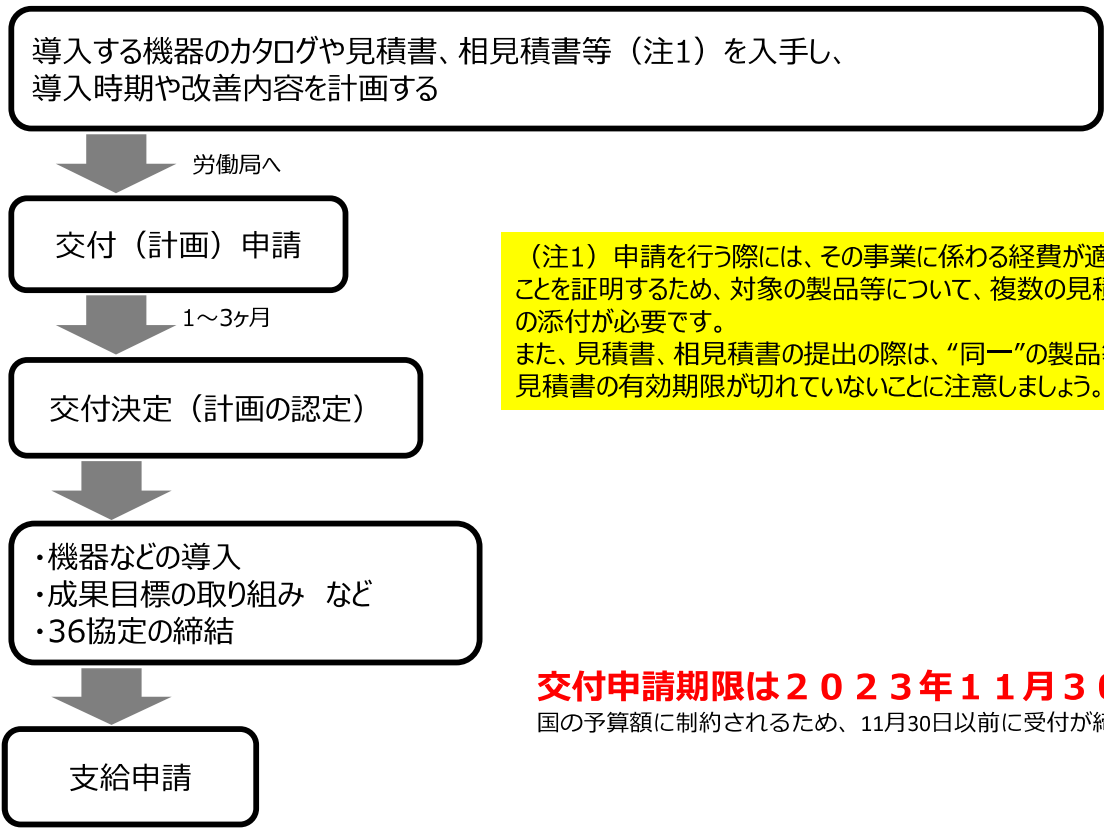 導入する機器のカタログや見積書、相見積書等（注1）を入手し、
導入時期や改善内容を計画する
労働局へ
交付（計画）申請
1～3ヶ月
交付決定（計画の認定）
・機器などの導入
・成果目標の取り組み　など
・36協定の締結
支給申請
（注1）申請を行う際には、その事業に係わる経費が適
ことを証明するため、対象の製品等について、複数の見積
の添付が必要です。
また、見積書、相見積書の提出の際は、“同一”の製品
見積書の有効期限が切れていないことに注意しましょう。
交付申請期限は２０２３年１１月３
国の予算額に制約されるため、11月30日以前に受付が締